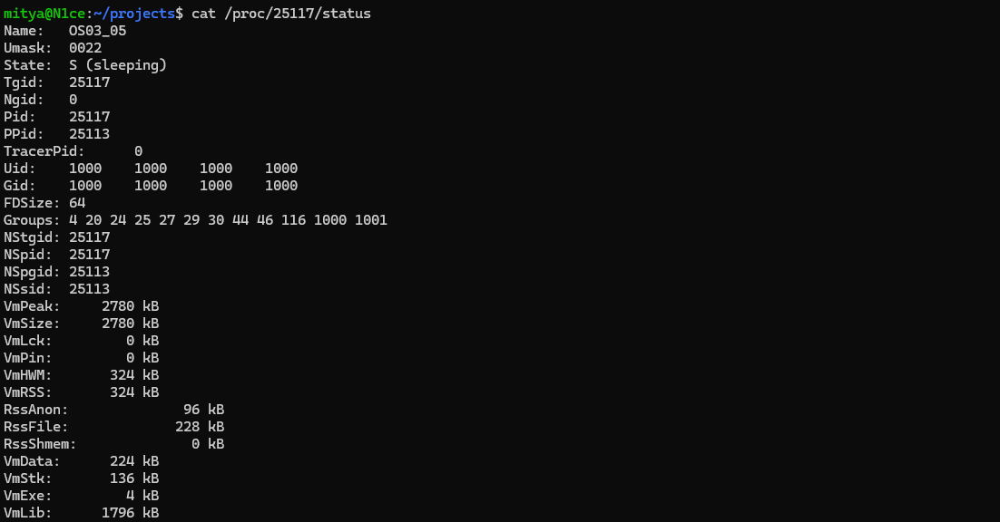 mitya@N1ce:~/projects$ cat /proc/25117/status
Name:   OS03_05
Umask:  0022
State:  S (sleeping)
Tgid:   25117
Ngid:   0
Pid:    25117
PPid:   25113
TracerPid:      0
Uid:    1000    1000    1000    1000
Gid:    1000    1000    1000    1000
FDSize: 64
Groups: 4 20 24 25 27 29 30 44 46 116 1000 1001
NStgid: 25117
NSpid:  25117
NSpgid: 25113
NSsid:  25113
VmPeak:     2780 kB
VmSize:     2780 kB
VmLck:         0 kB
VmPin:         0 kB
VmHWM:       324 kB
VmRSS:       324 kB
RssAnon:              96 kB
RssFile:             228 kB
RssShmem:              0 kB
VmData:      224 kB
VmStk:       136 kB
VmExe:         4 kB
VmLib:      1796 kB